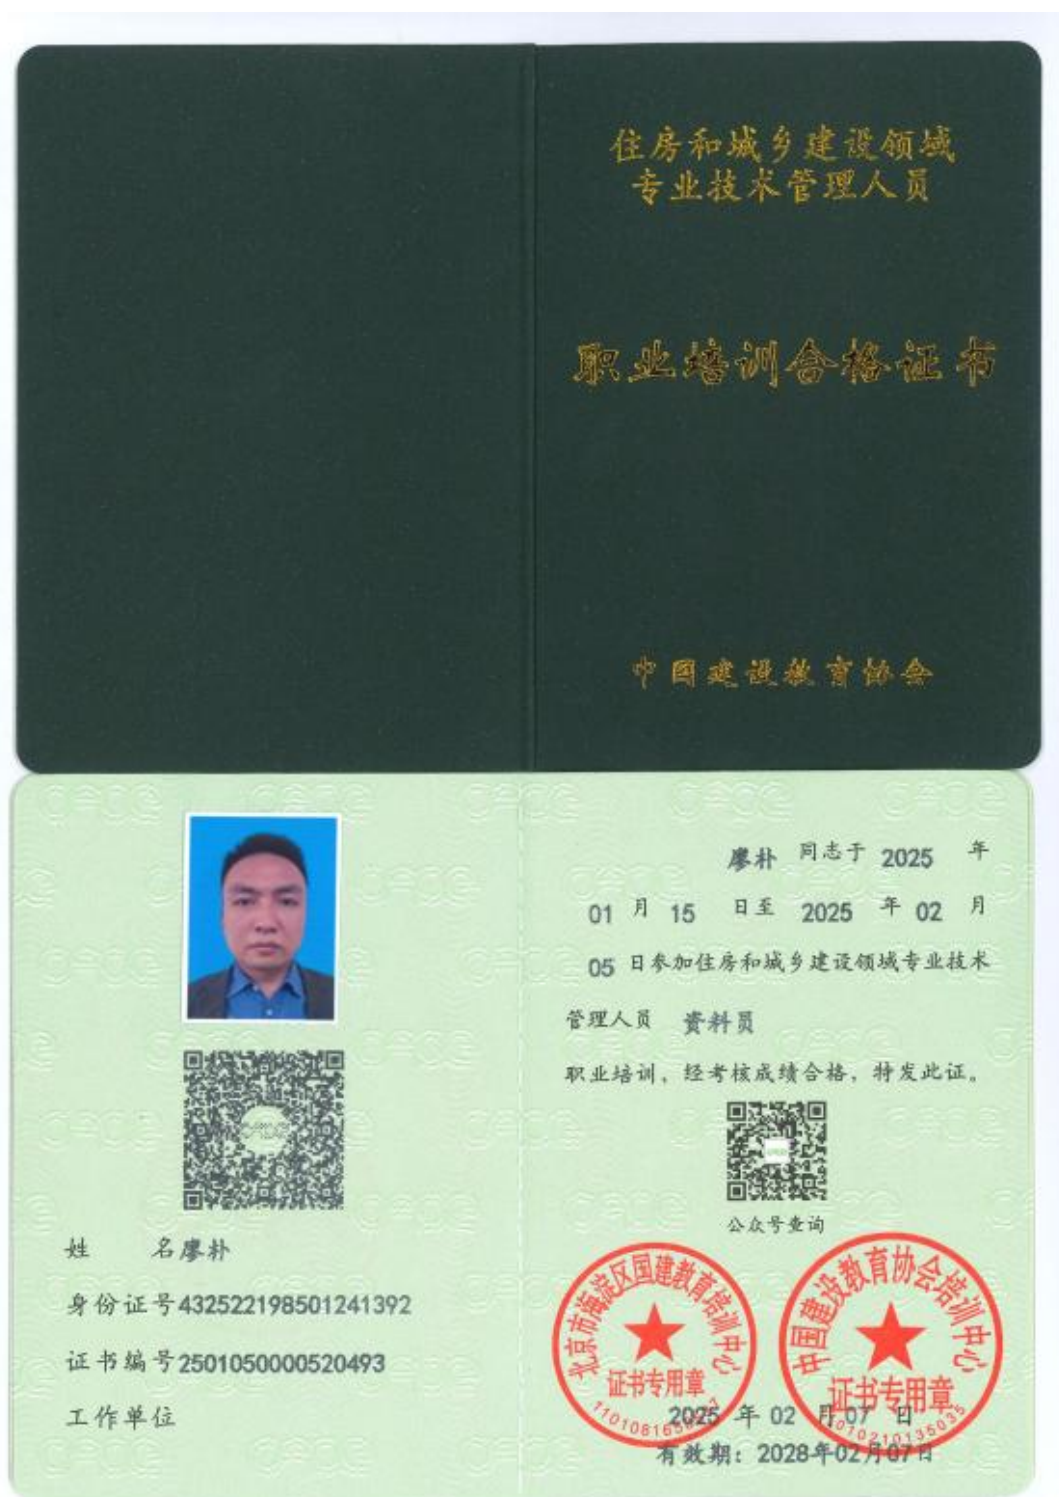 住房和城乡建设领域
专业技术管理人员
职业培训合格证书
中国建设教育协会
廖朴 同志于 2025 年
01 月 15 日至 2025 年 02 月
05 日参加住房和城乡建设领域专业技术
管理人员 资料员
职业培训，经考核成绩合格，特发此证。
公众号查询
姓 名廖朴
身份证号432522198501241392
证书编号2501050000520493
工作单位
北京市海淀区国建教育培训中心
证书专用章
中国建设教育协会培训中心
证书专用章
2025 年 02 月 07 日
有效期：2028年02月07日